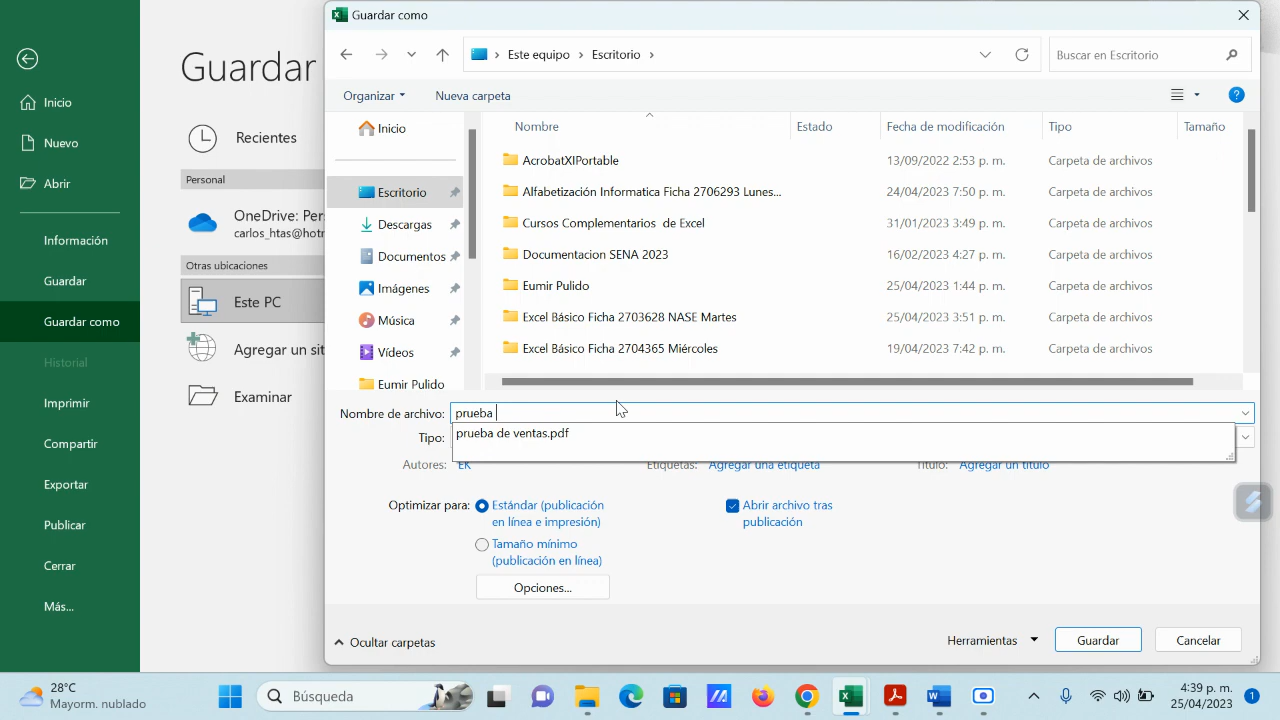 Guardar como
Guardar
Inicio
Nuevo
Abrir
Información
Guardar
Guardar como
Historial
Imprimir
Compartir
Exportar
Publicar
Cerrar
Más...
Recientes
Personal
OneDrive: Per
carlos_htas@hotn
Otras ubicaciones
Este PC
Agregar un sit
Examinar
Este equipo
Escritorio
Buscar en Escritorio
Organizar
Nueva carpeta
Inicio
Escritorio
Descargas
Documentos
Imágenes
Música
Vídeos
Eumir Pulido
Nombre Estado Fecha de modificación Tipo Tamaño
AcrobatXIPortable 13/09/2022 2:53 p. m. Carpeta de archivos
Alfabetización Informatica Ficha 2706293 Lunes... 24/04/2023 7:50 p. m. Carpeta de archivos
Cursos Complementarios de Excel 31/01/2023 3:49 p. m. Carpeta de archivos
Documentacion SENA 2023 16/02/2023 4:27 p. m. Carpeta de archivos
Eumir Pulido 25/04/2023 1:44 p. m. Carpeta de archivos
Excel Básico Ficha 2703628 NASE Martes 25/04/2023 3:51 p. m. Carpeta de archivos
Excel Básico Ficha 2704365 Miércoles 19/04/2023 7:42 p. m. Carpeta de archivos
Nombre de archivo: prueba
prueba de ventas.pdf
Tipo:
Autores: EK Etiquetas: Agregar una etiqueta Título: Agregar un título
Optimizar para: Estándar (publicación
en línea e impresión)
Tamaño mínimo
(publicación en línea)
Abrir archivo tras
publicación
Opciones...
Ocultar carpetas
Herramientas
Guardar
Cancelar
28°C
Mayorm. nublado
Búsqueda
4:39 p. m.
25/04/2023
1